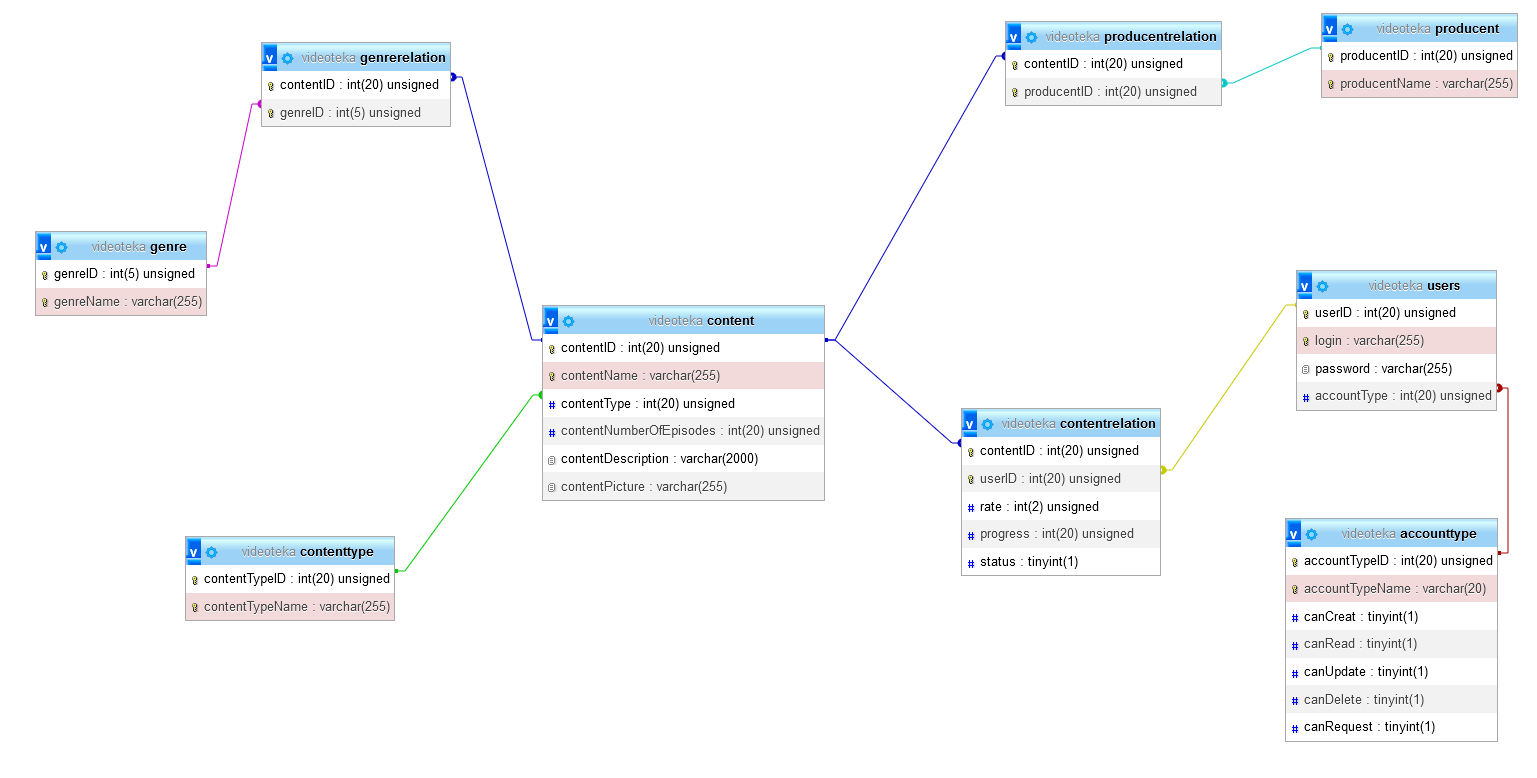 videoteka genrerelation
contentID : int(20) unsigned
genreID : int(5) unsigned
videoteka producentrelation
contentID : int(20) unsigned
producentID : int(20) unsigned
videoteka producent
producentID : int(20) unsigned
producentName : varchar(255)
videoteka genre
genreID : int(5) unsigned
genreName : varchar(255)
videoteka content
contentID : int(20) unsigned
contentName : varchar(255)
contentType : int(20) unsigned
contentNumberOfEpisodes : int(20) unsigned
contentDescription : varchar(2000)
contentPicture : varchar(255)
videoteka users
userID : int(20) unsigned
login : varchar(255)
password : varchar(255)
accountType : int(20) unsigned
videoteka contentrelation
contentID : int(20) unsigned
userID : int(20) unsigned
rate : int(2) unsigned
progress : int(20) unsigned
status : tinyint(1)
videoteka contenttype
contentTypeID : int(20) unsigned
contentTypeName : varchar(255)
videoteka accounttype
accountTypeID : int(20) unsigned
accountTypeName : varchar(20)
canCreat : tinyint(1)
canRead : tinyint(1)
canUpdate : tinyint(1)
canDelete : tinyint(1)
canRequest : tinyint(1)